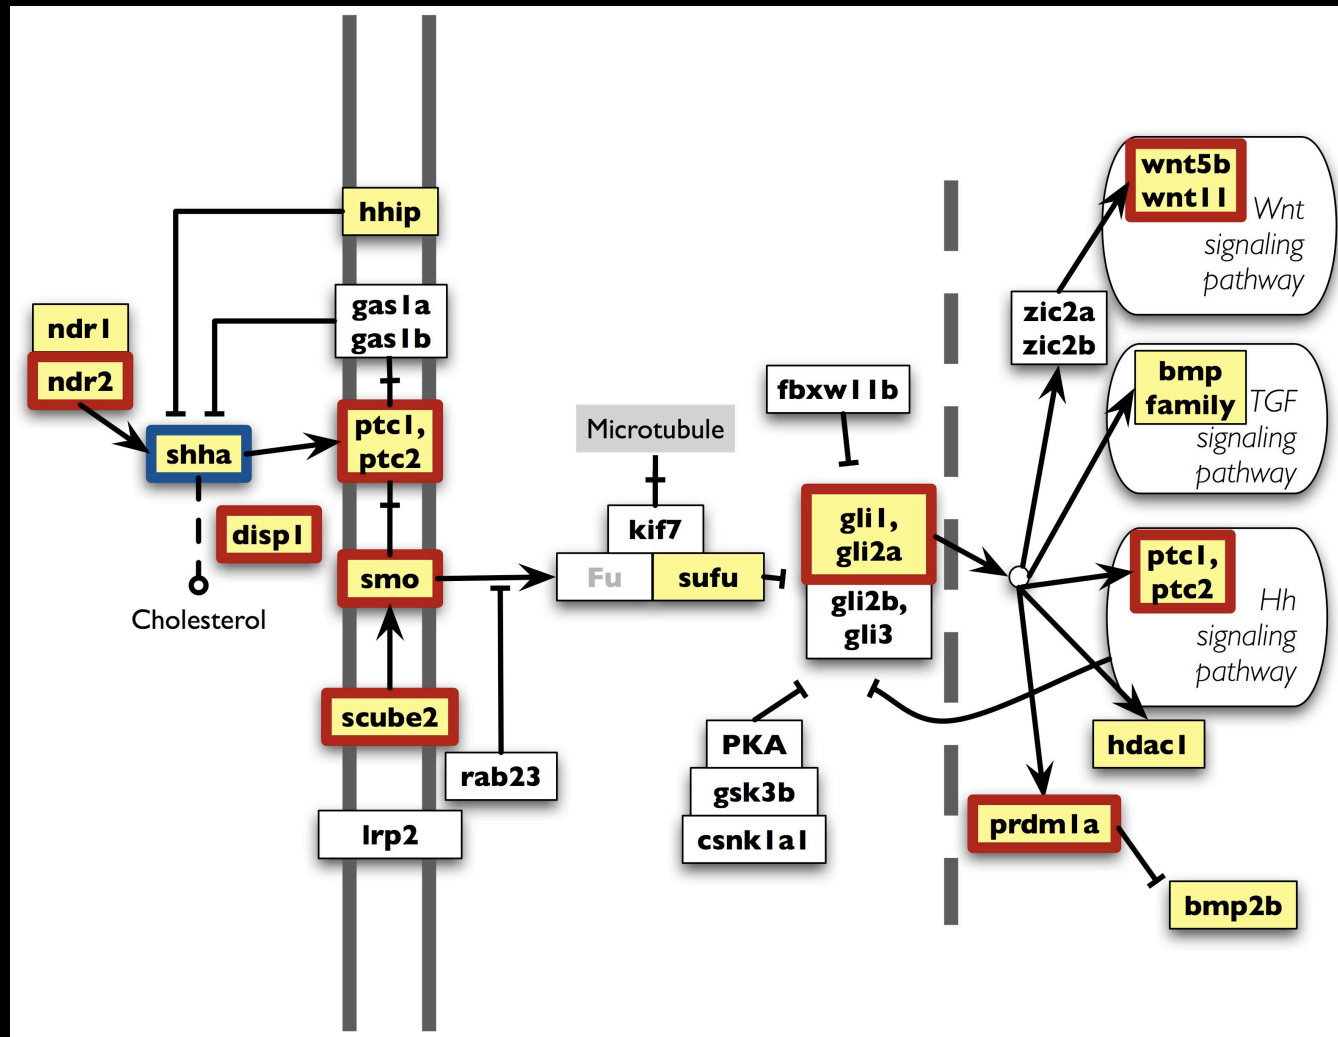 hhip
gas1a
gas1b
ndr1
ndr2
shha
ptc1,
ptc2
disp1
smo
Cholesterol
scube2
rab23
lrp2
Microtubule
kif7
Fu
sufu
fbxw11b
gli1,
gli2a
gli2b,
gli3
PKA
gsk3b
csnk1a1
wnt5b
wnt11
Wnt
signaling
pathway
zic2a
zic2b
bmp
family
TGF
signaling
pathway
ptc1,
ptc2
Hh
signaling
pathway
hdac1
prdm1a
bmp2b